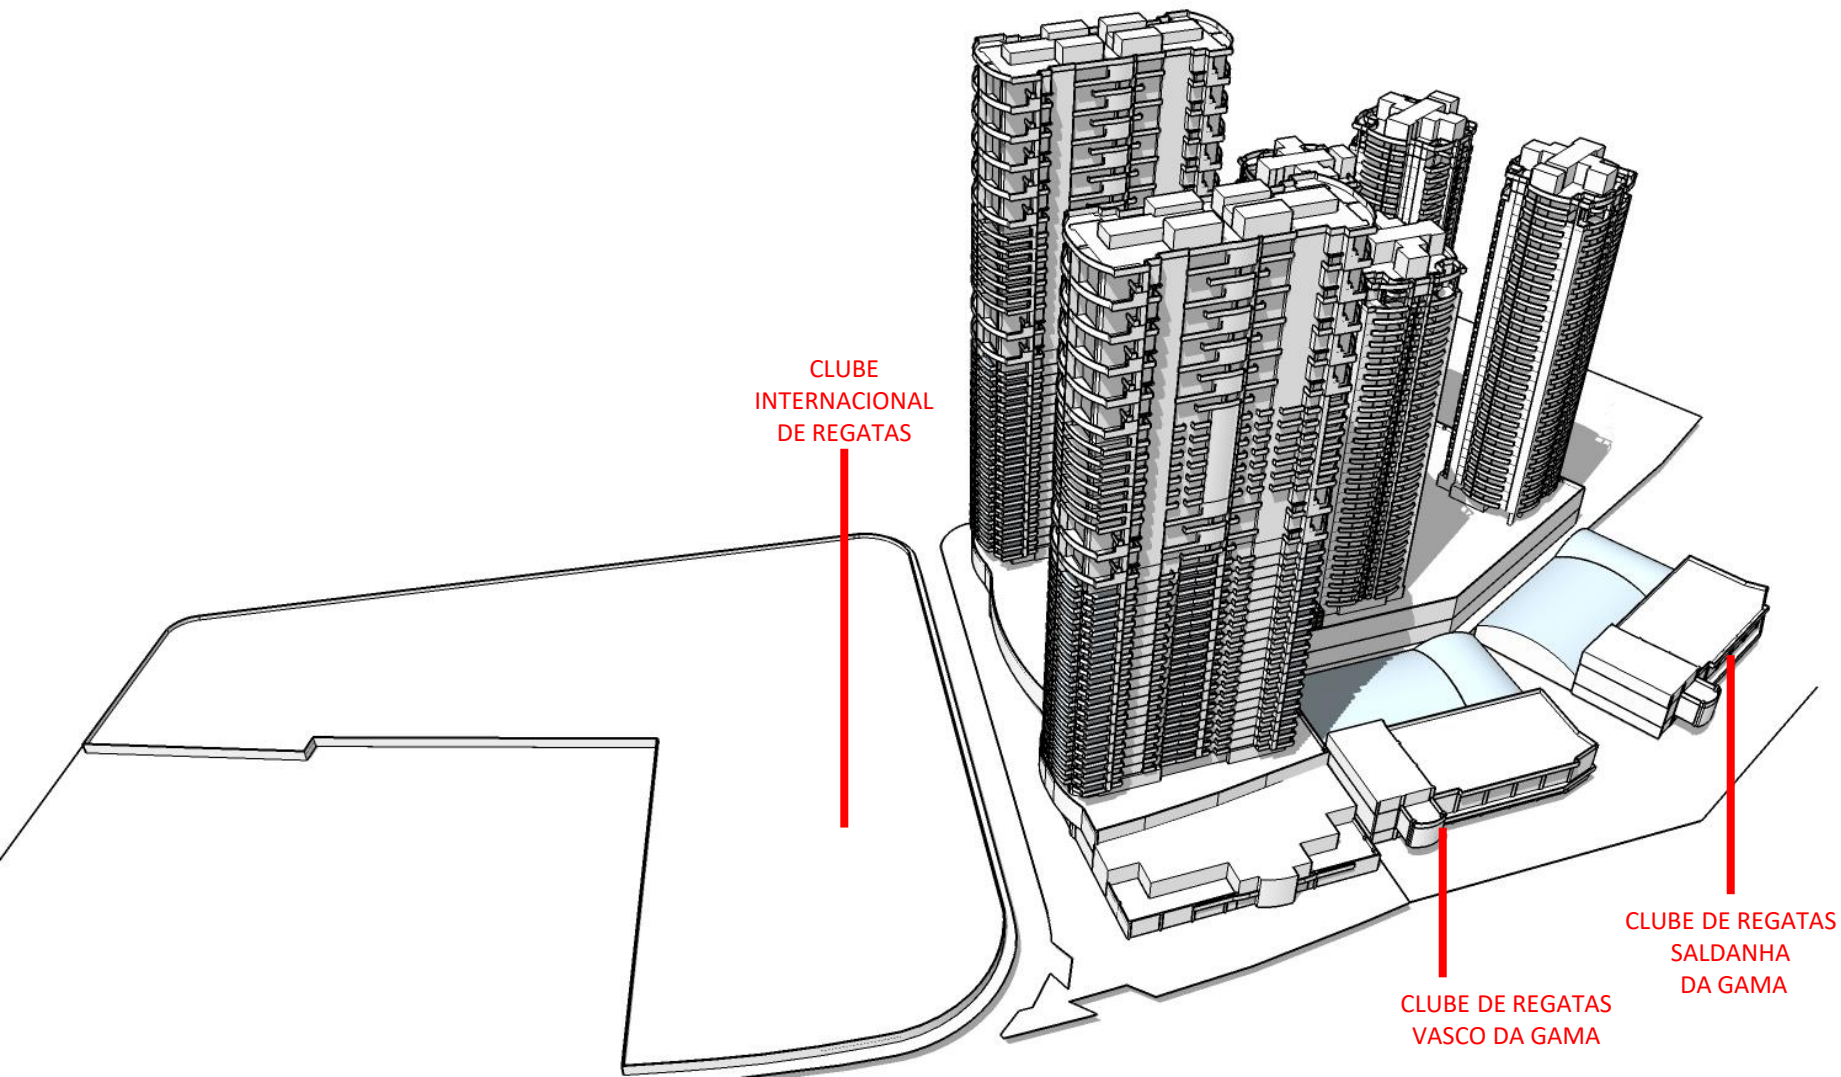 CLUBE
INTERNACIONAL
DE REGATAS
CLUBE DE REGATAS
SALDANHA
DA GAMA
CLUBE DE REGATAS
VASCO DA GAMA